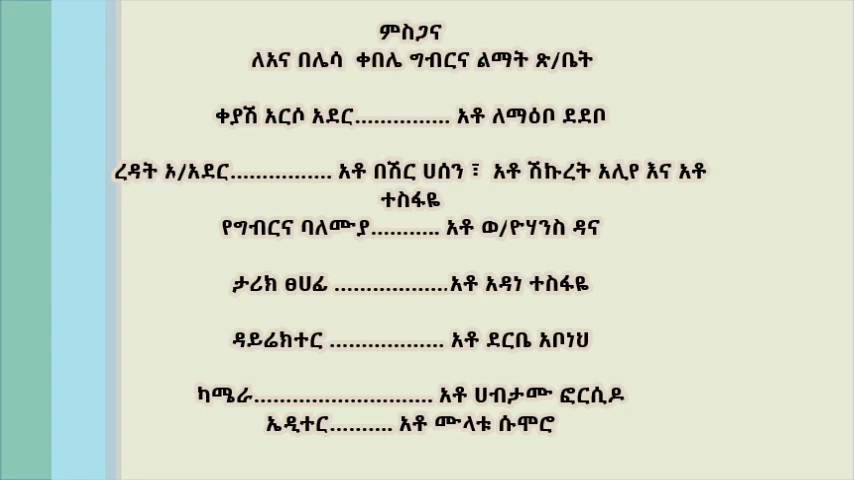 ምስጋና
ለአና በሌሳ ቀበሌ ግብርና ልማት ጽ/ቤት
ቀያሽ አርሶ አደር............... አቶ ለማዕቦ ደደቦ
ረዳት አ/አደር................ አቶ በሽር ሀሰን ፣ አቶ ሽኩረት አሊየ እና አቶ
ተስፋዬ
የግብርና ባለሙያ........... አቶ ወ/ዮሃንስ ዳና
ታሪክ ፀሀፊ ..................አቶ አዳነ ተስፋዬ
ዳይሬክተር .................. አቶ ደርቤ አቦነህ
ካሜራ............................ አቶ ሀብታሙ ፎርሲዶ
ኤዲተር.......... አቶ ሙላቱ ሱሞሮ